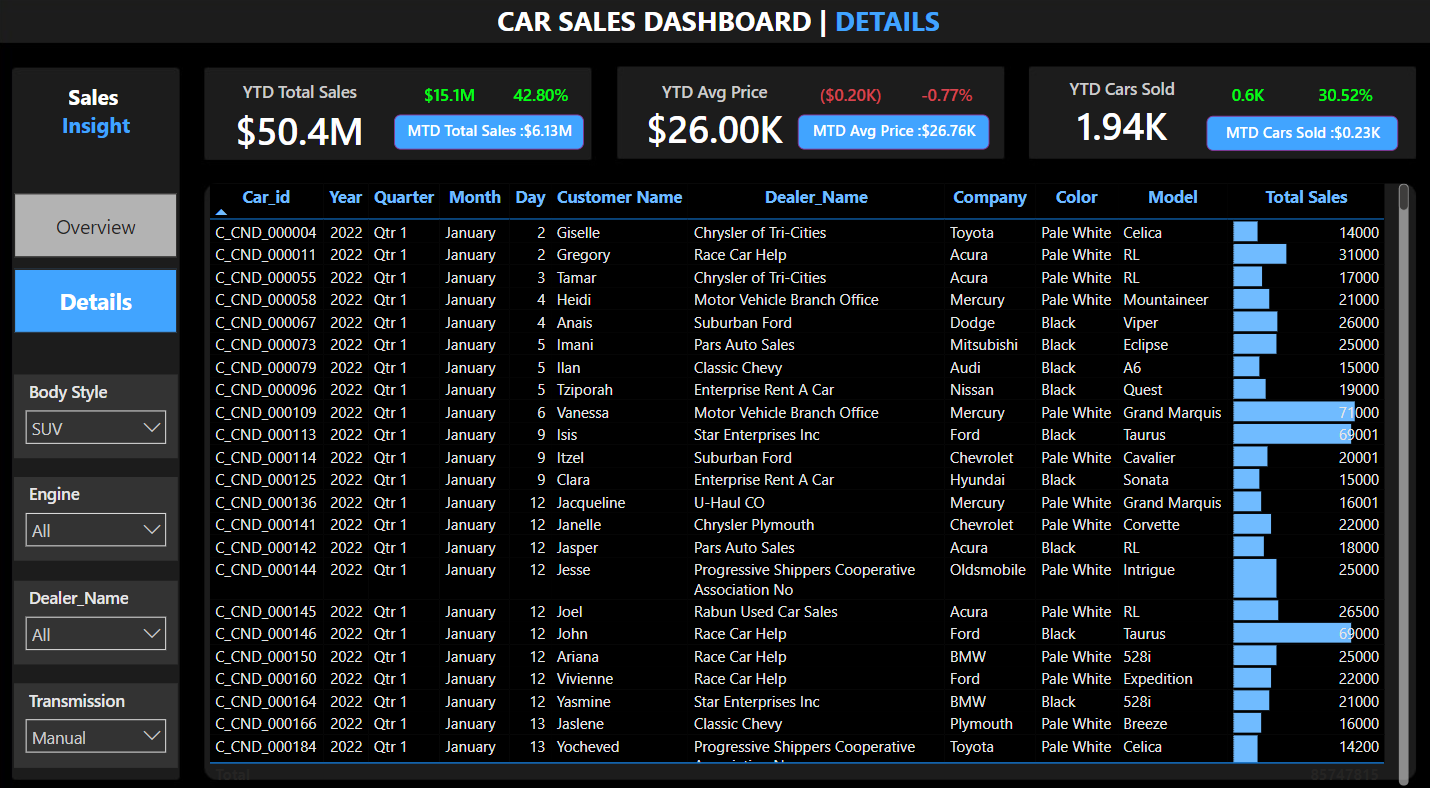 CAR SALES DASHBOARD | DETAILS
Sales
Insight
Overview
Details
Body Style
SUV
Engine
All
Dealer_Name
All
Transmission
Manual
YTD Total Sales
$50.4M
$15.1M 42.80%
MTD Total Sales :$6.13M
YTD Avg Price
$26.00K
($0.20K) -0.77%
MTD Avg Price :$26.76K
YTD Cars Sold
1.94K
0.6K 30.52%
MTD Cars Sold :$0.23K
Car_id Year Quarter Month Day Customer Name Dealer_Name Company Color Model Total Sales
C_CND_000004 2022 Qtr 1 January 2 Giselle Chrysler of Tri-Cities Toyota Pale White Celica 14000
C_CND_000011 2022 Qtr 1 January 2 Gregory Race Car Help Acura Pale White RL 31000
C_CND_000055 2022 Qtr 1 January 3 Tamar Chrysler of Tri-Cities Acura Pale White RL 17000
C_CND_000058 2022 Qtr 1 January 4 Heidi Motor Vehicle Branch Office Mercury Pale White Mountaineer 21000
C_CND_000067 2022 Qtr 1 January 4 Anais Suburban Ford Dodge Black Viper 26000
C_CND_000073 2022 Qtr 1 January 5 Imani Pars Auto Sales Mitsubishi Black Eclipse 25000
C_CND_000079 2022 Qtr 1 January 5 Ilan Classic Chevy Audi Black A6 15000
C_CND_000096 2022 Qtr 1 January 5 Tziporah Enterprise Rent A Car Nissan Black Quest 19000
C_CND_000109 2022 Qtr 1 January 6 Vanessa Motor Vehicle Branch Office Mercury Pale White Grand Marquis 71000
C_CND_000113 2022 Qtr 1 January 9 Isis Star Enterprises Inc Ford Black Taurus 69001
C_CND_000114 2022 Qtr 1 January 9 Itzel Suburban Ford Chevrolet Pale White Cavalier 20001
C_CND_000125 2022 Qtr 1 January 9 Clara Enterprise Rent A Car Hyundai Black Sonata 15000
C_CND_000136 2022 Qtr 1 January 12 Jacqueline U-Haul CO Mercury Pale White Grand Marquis 16001
C_CND_000141 2022 Qtr 1 January 12 Janelle Chrysler Plymouth Chevrolet Pale White Corvette 22000
C_CND_000142 2022 Qtr 1 January 12 Jasper Pars Auto Sales Acura Black RL 18000
C_CND_000144 2022 Qtr 1 January 12 Jesse Progressive Shippers Cooperative Oldsmobile Pale White Intrigue 25000
Association No
C_CND_000145 2022 Qtr 1 January 12 Joel Rabun Used Car Sales Acura Pale White RL 26500
C_CND_000146 2022 Qtr 1 January 12 John Race Car Help Ford Black Taurus 69000
C_CND_000150 2022 Qtr 1 January 12 Ariana Race Car Help BMW Pale White 528i 25000
C_CND_000160 2022 Qtr 1 January 12 Vivienne Race Car Help Ford Pale White Expedition 22000
C_CND_000164 2022 Qtr 1 January 12 Yasmine Star Enterprises Inc BMW Black 528i 21000
C_CND_000166 2022 Qtr 1 January 13 Jaslene Classic Chevy Plymouth Pale White Breeze 16000
C_CND_000184 2022 Qtr 1 January 13 Yocheved Progressive Shippers Cooperative Toyota Pale White Celica 14200
Total 85747815